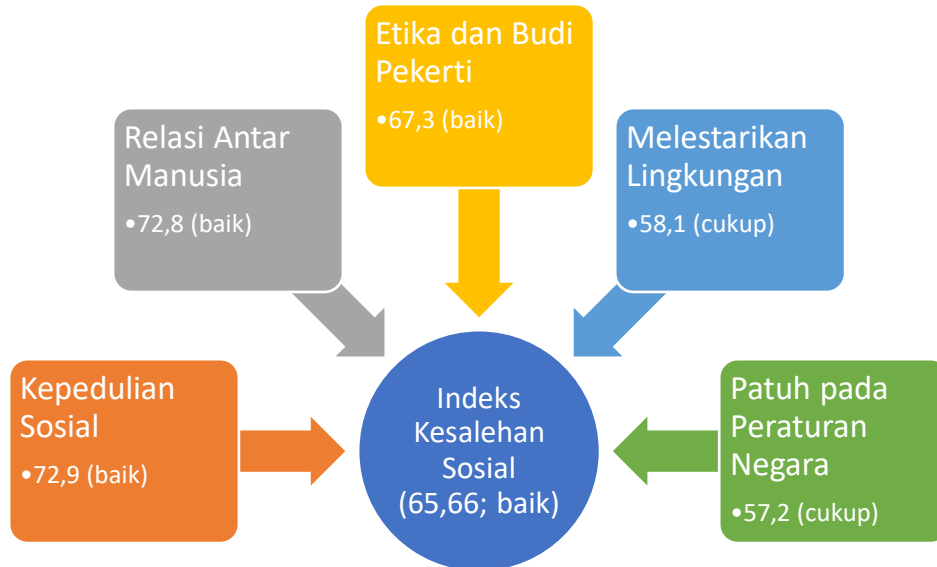 Kepedulian
Sosial
•72,9 (baik)
Relasi Antar
Manusia
•72,8 (baik)
Etika dan Budi
Pekerti
•67,3 (baik)
Melestarikan
Lingkungan
•58,1 (cukup)
Patuh pada
Peraturan
Negara
•57,2 (cukup)
Indeks
Kesalehan
Sosial
(65,66; baik)